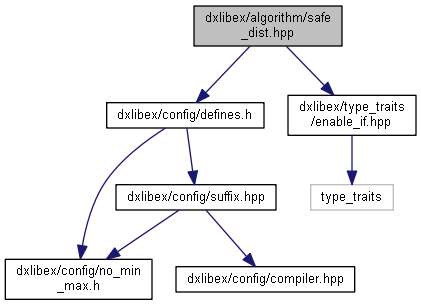 dxlibex/algorithm/safe
_dist.hpp
dxlibex/config/defines.h
dxlibex/type_traits
/enable_if.hpp
dxlibex/config/suffix.hpp
type_traits
dxlibex/config/no_min
_max.h
dxlibex/config/compiler.hpp